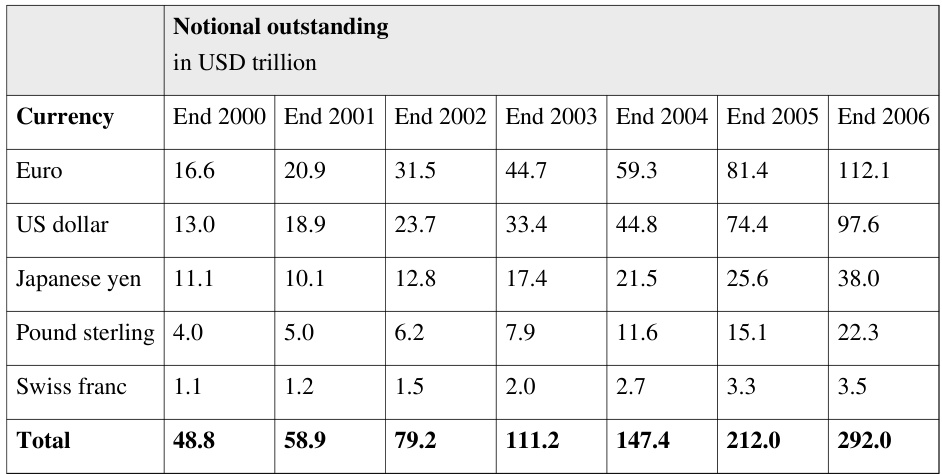 Notional outstanding
in USD trillion
Currency End 2000 End 2001 End 2002 End 2003 End 2004 End 2005 End 2006
Euro 16.6 20.9 31.5 44.7 59.3 81.4 112.1
US dollar 13.0 18.9 23.7 33.4 44.8 74.4 97.6
Japanese yen 11.1 10.1 12.8 17.4 21.5 25.6 38.0
Pound sterling 4.0 5.0 6.2 7.9 11.6 15.1 22.3
Swiss franc 1.1 1.2 1.5 2.0 2.7 3.3 3.5
Total 48.8 58.9 79.2 111.2 147.4 212.0 292.0